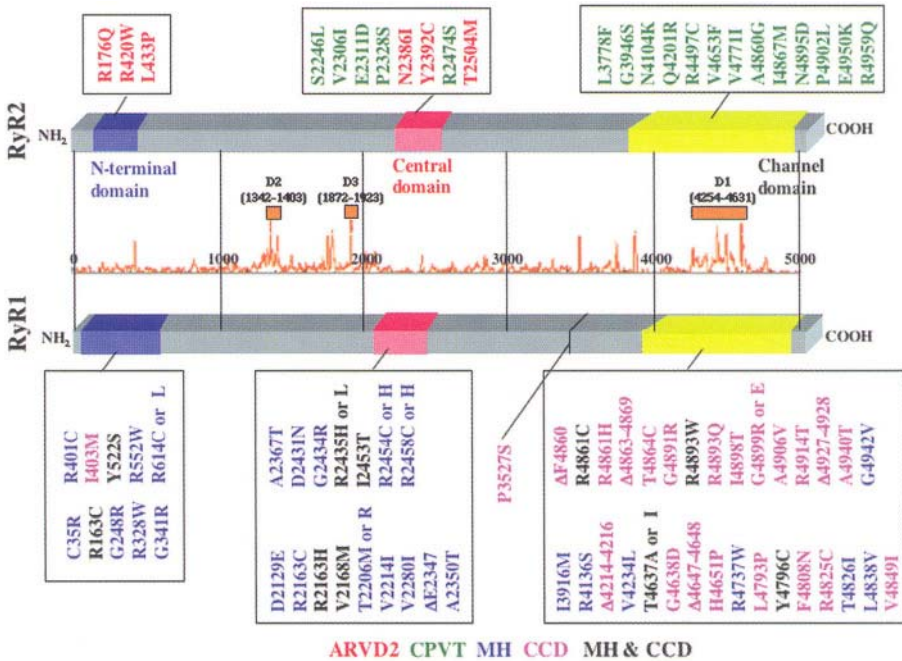 R176Q
R420W
L433P
S2246L
V2306I
E2311D
P2328S
N2386I
Y2392C
R2474S
T2504M
L3778F
G3946S
N4104K
Q4201R
R4497C
V4653F
V4771I
A4860G
I4867M
N4895D
P4902L
E4950K
R4959Q
RyR2
NH2
COOH
N-terminal domain
Central domain
Channel domain
D2
(1342-1403)
D3
(1872-1923)
D1
(4254-4631)
0 1000 2000 3000 4000 5000
RyR1
NH2
COOH
R401C
I403M
Y522S
R552W
R614C or L
C35R
R163C
G248R
R328W
G341R
A2367T
D2431N
G2434R
R2435H or L
I2453T
R2454C or H
R2458C or H
D2129E
R2163C
R2163H
V2168M
T2206M or R
V2214I
V2280I
ΔE2347
A2350T
P3527S
ΔF4860
R4861C
R4861H
Δ4863-4869
T4864C
G4891R
R4893W
R4893Q
I4898T
G4899R or E
A4906V
R4914T
Δ4927-4928
A4940T
G4942V
I3916M
R4136S
Δ4214-4216
V4234L
T4637A or I
G4638D
Δ4647-4648
H4651P
R4737W
L4793P
Y4796C
F4808N
R4825C
T4826I
L4838V
V4849I
ARVD2 CPVT MH CCD MH & CCD